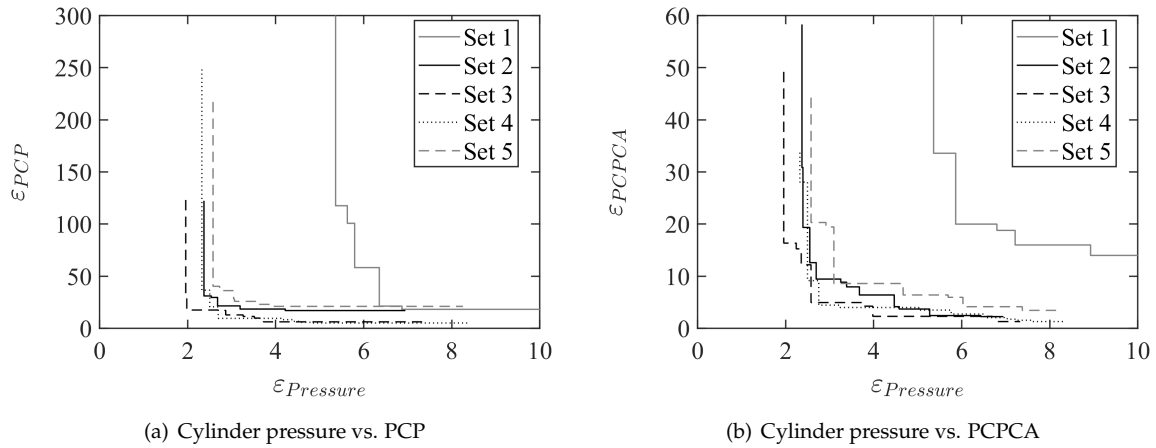 300
250
200
150
100
50
0
ε_PCP
0 2 4 6 8 10
ε_Pressure
Set 1
Set 2
Set 3
Set 4
Set 5
(a) Cylinder pressure vs. PCP
60
50
40
30
20
10
0
ε_PCPCA
0 2 4 6 8 10
ε_Pressure
Set 1
Set 2
Set 3
Set 4
Set 5
(b) Cylinder pressure vs. PCPCA